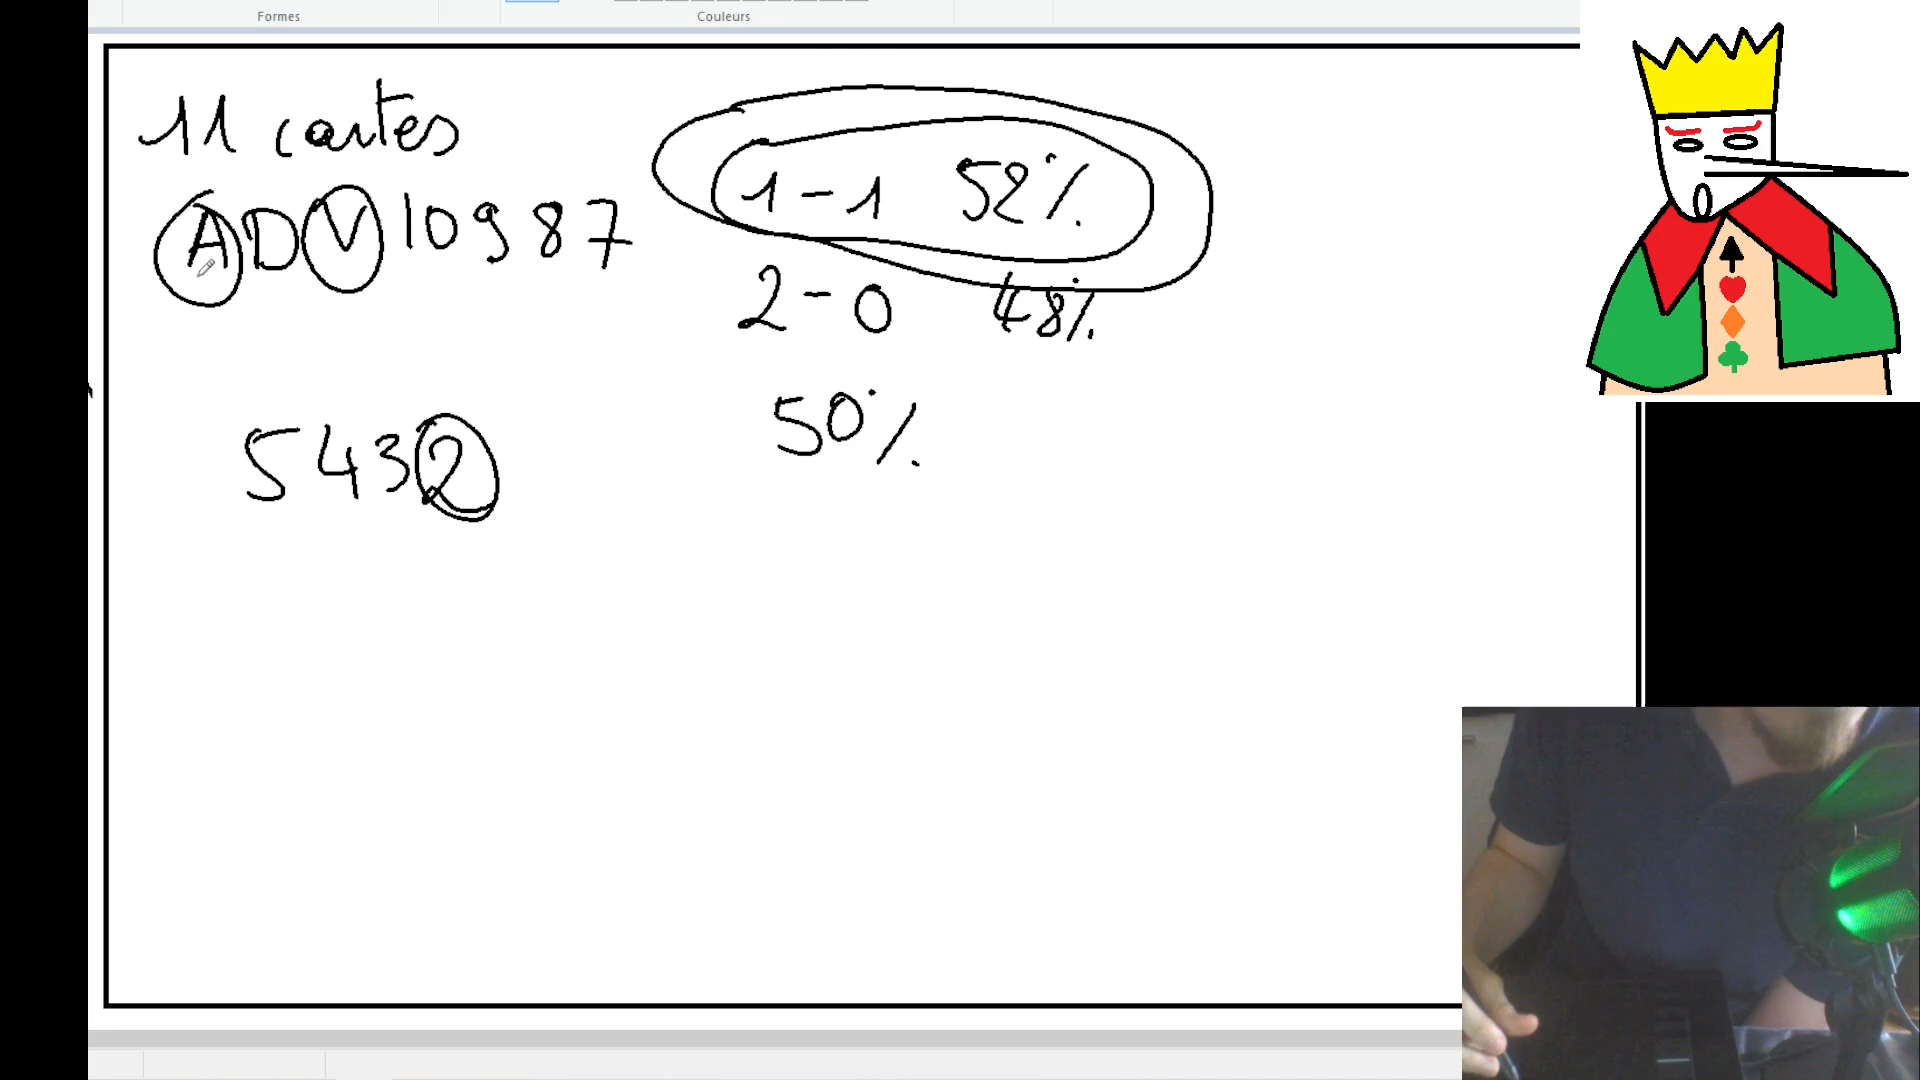 Formes
Couleurs
11 cartes
ADV10987
1-1 52%
2-0 48%
50%
5432